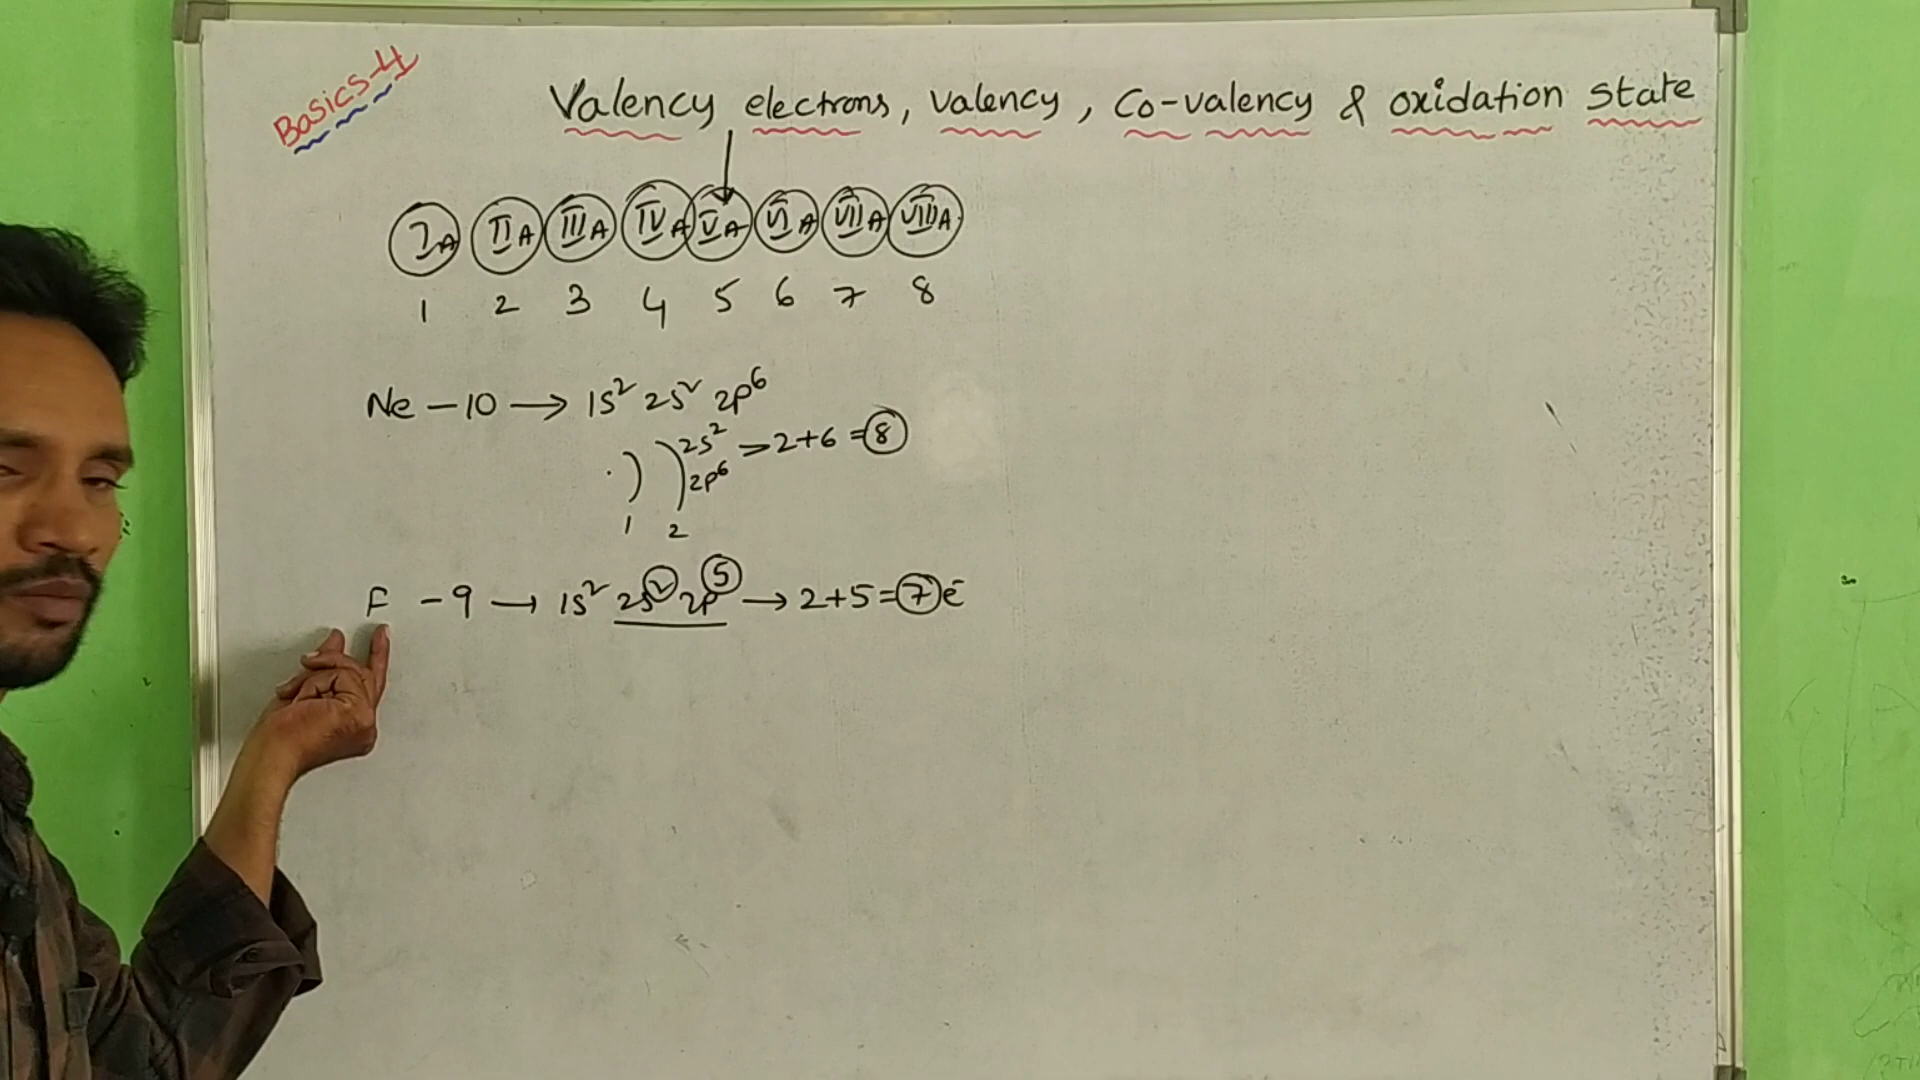 Basics-4
Valency electrons, valency, Co-valency & oxidation state
IA IIA IIIA IVA VA VIA VIIA VIIIA
1 2 3 4 5 6 7 8
Ne – 10 → 1s² 2s² 2p⁶
2s² > 2+6 = 8
2p⁶
1 2
F – 9 → 1s² 2s² 2p⁵ → 2+5 = 7 ē